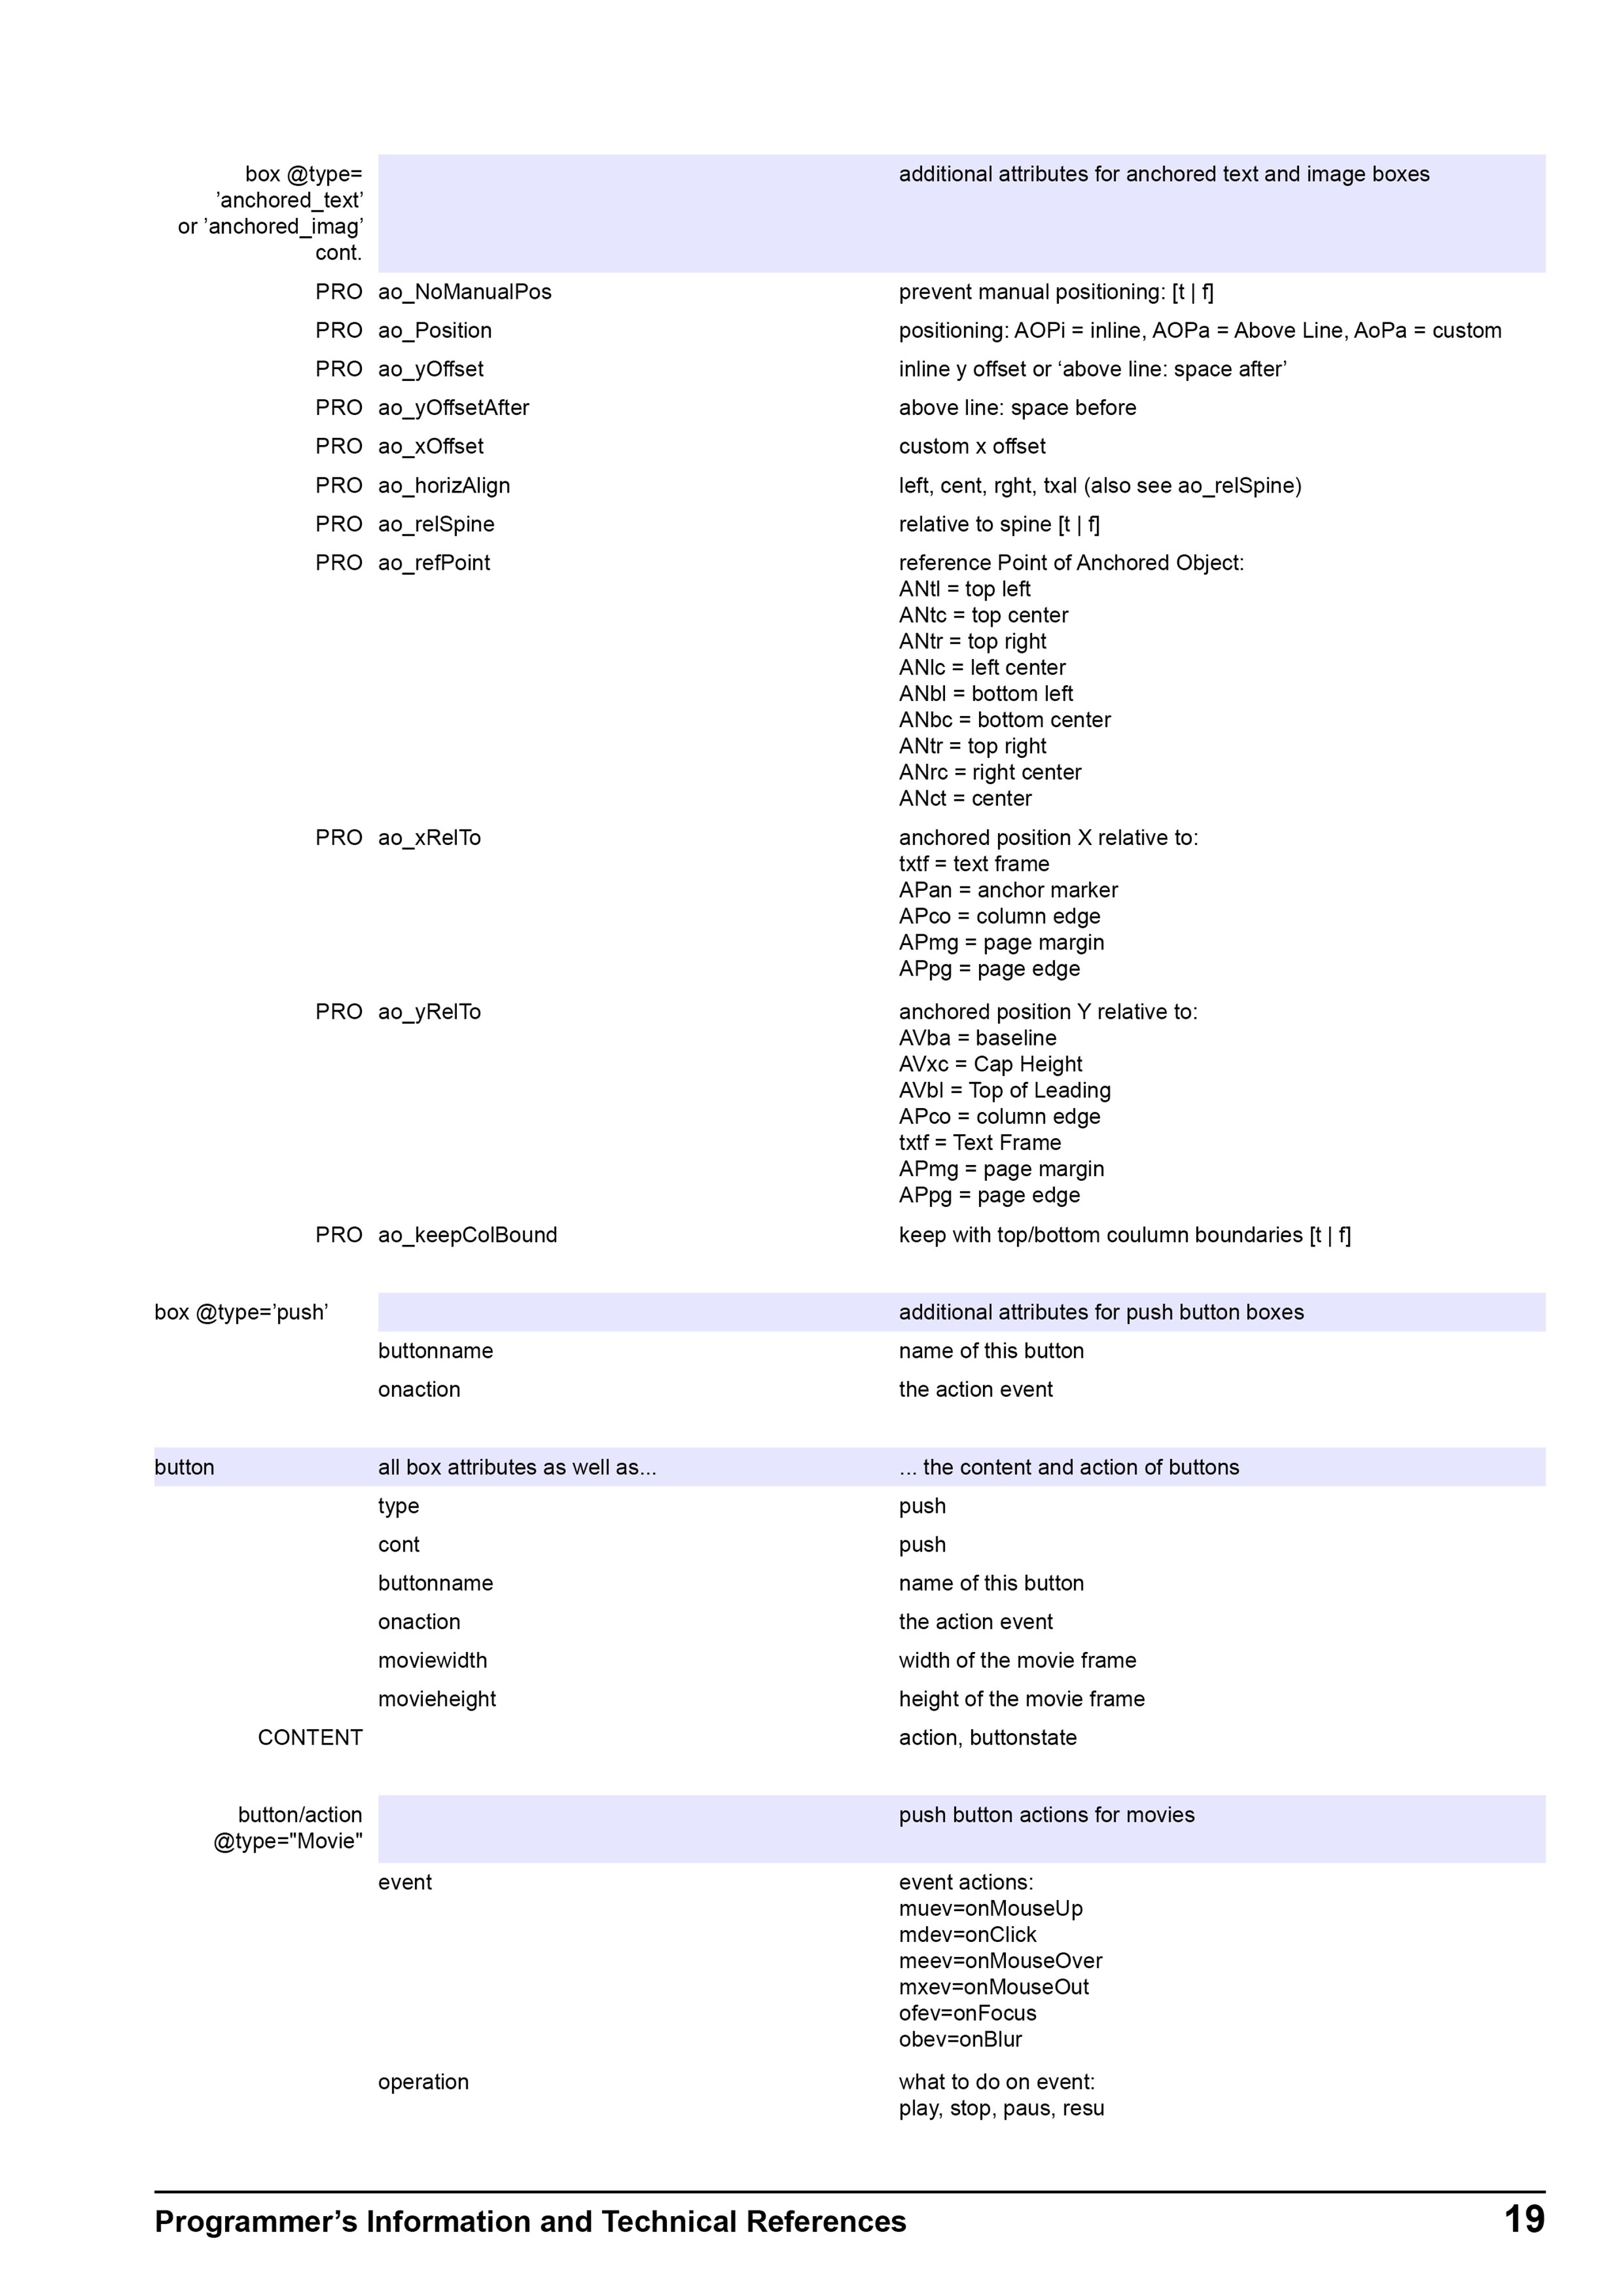 box @type= additional attributes for anchored text and image boxes
’anchored_text’
or ’anchored_imag’
cont.
PRO ao_NoManualPos prevent manual positioning: [t | f]
PRO ao_Position positioning: AOPi = inline, AOPa = Above Line, AoPa = custom
PRO ao_yOffset inline y offset or ‘above line: space after’
PRO ao_yOffsetAfter above line: space before
PRO ao_xOffset custom x offset
PRO ao_horizAlign left, cent, rght, txal (also see ao_relSpine)
PRO ao_relSpine relative to spine [t | f]
PRO ao_refPoint reference Point of Anchored Object:
ANtl = top left
ANtc = top center
ANtr = top right
ANlc = left center
ANbl = bottom left
ANbc = bottom center
ANtr = top right
ANrc = right center
ANct = center
PRO ao_xRelTo anchored position X relative to:
txtf = text frame
APan = anchor marker
APco = column edge
APmg = page margin
APpg = page edge
PRO ao_yRelTo anchored position Y relative to:
AVba = baseline
AVxc = Cap Height
AVbl = Top of Leading
APco = column edge
txtf = Text Frame
APmg = page margin
APpg = page edge
PRO ao_keepColBound keep with top/bottom coulumn boundaries [t | f]
box @type=’push’ additional attributes for push button boxes
buttonname name of this button
onaction the action event
button all box attributes as well as... ... the content and action of buttons
type push
cont push
buttonname name of this button
onaction the action event
moviewidth width of the movie frame
movieheight height of the movie frame
CONTENT action, buttonstate
button/action push button actions for movies
@type="Movie"
event event actions:
muev=onMouseUp
mdev=onClick
meev=onMouseOver
mxev=onMouseOut
ofev=onFocus
obev=onBlur
operation what to do on event:
play, stop, paus, resu
Programmer’s Information and Technical References 19